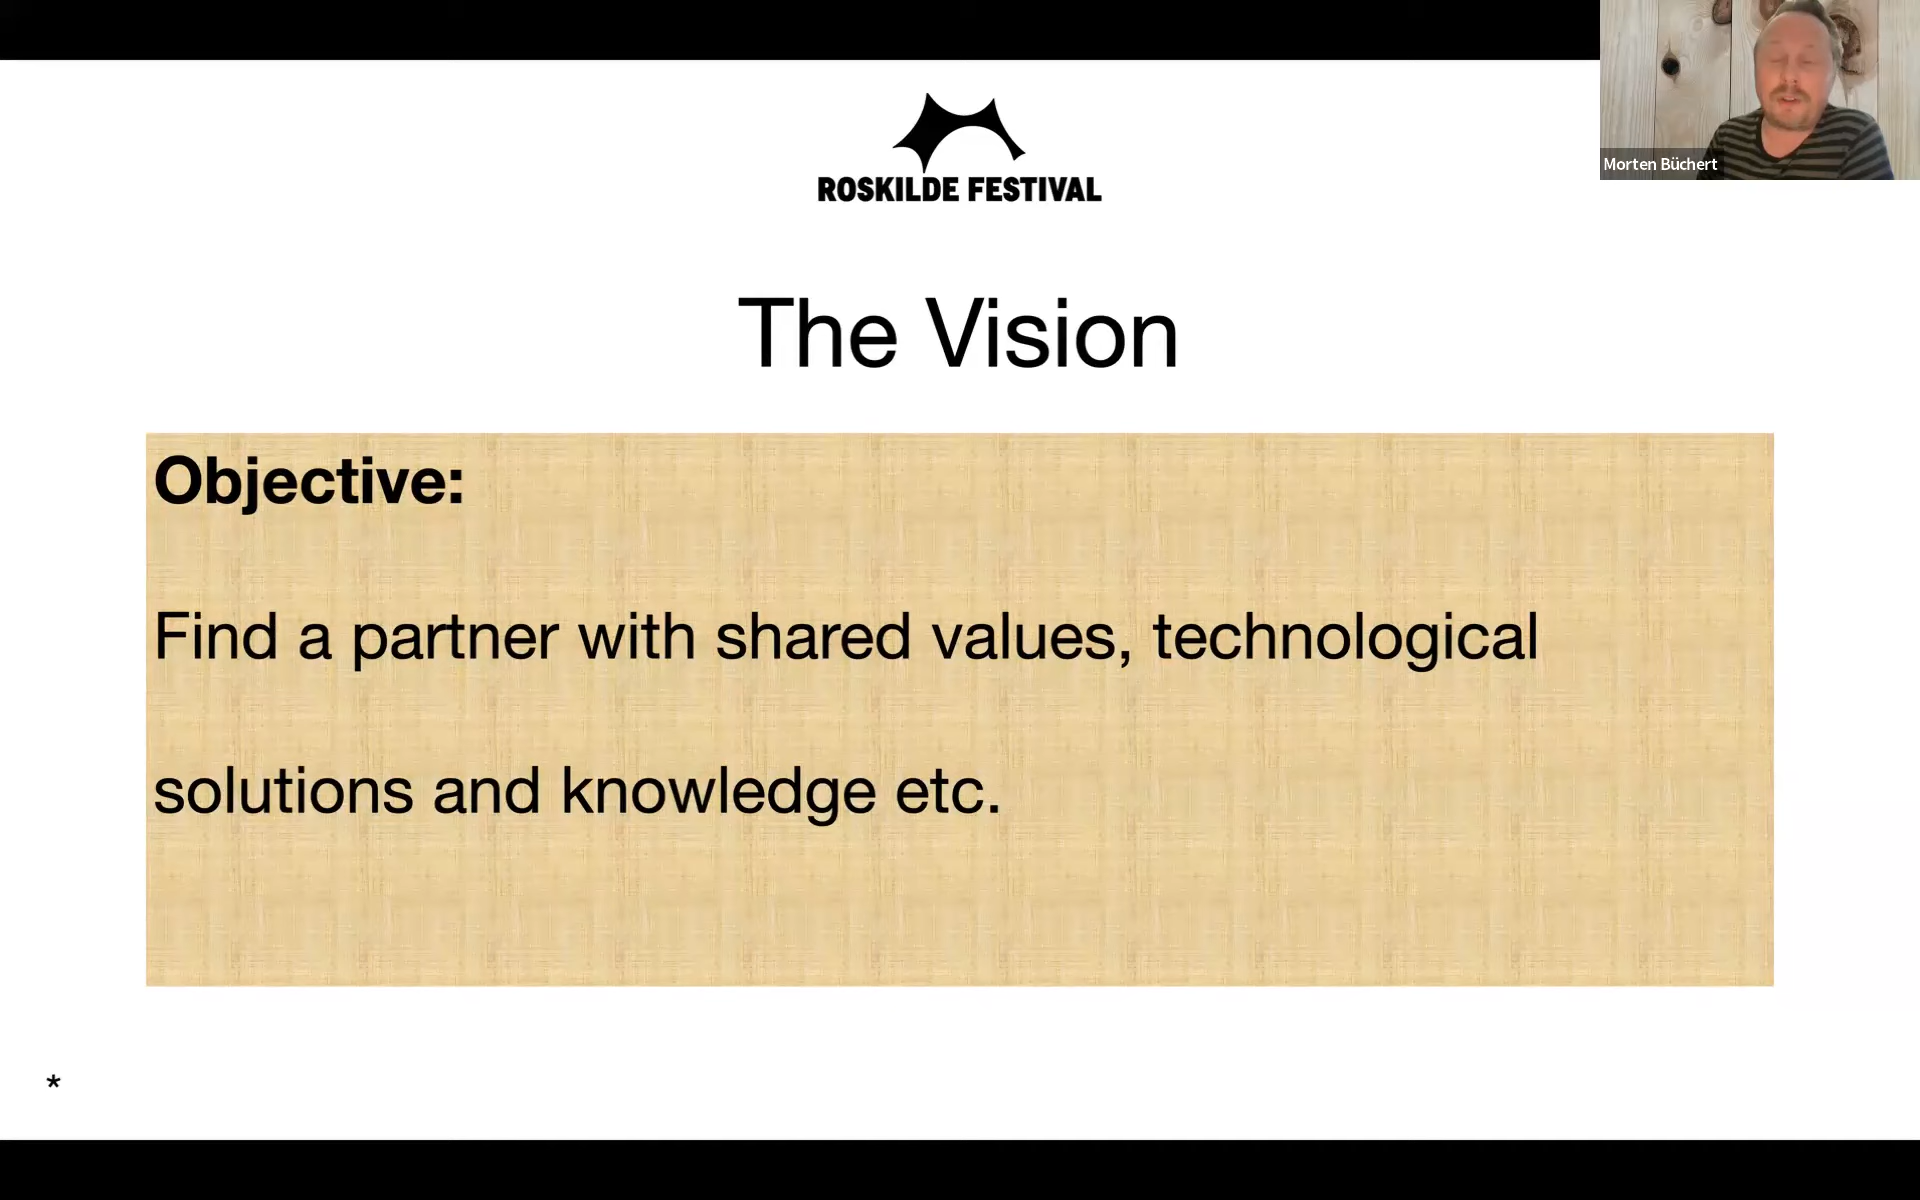 ROSKILDE FESTIVAL
Morten Büchert
The Vision
Objective:
Find a partner with shared values, technological
solutions and knowledge etc.
*